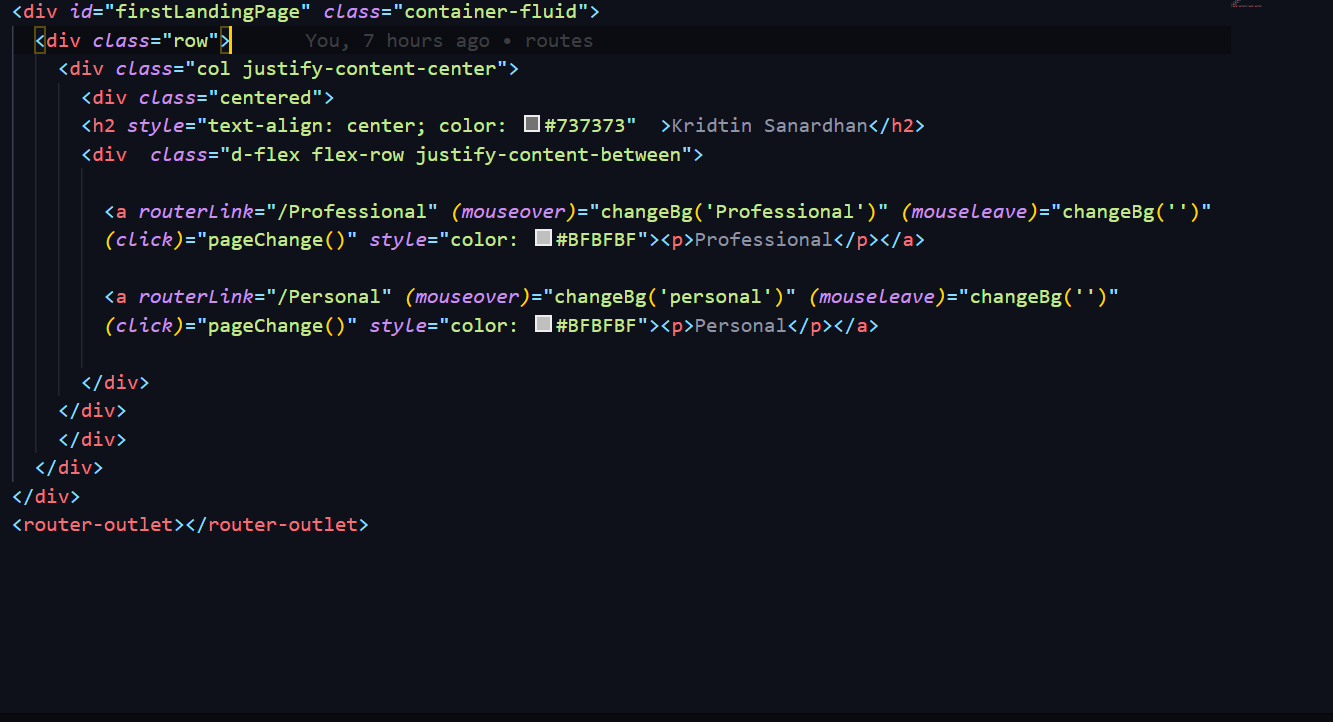 <div id="firstLandingPage" class="container-fluid">
<div class="row"> You, 7 hours ago • routes
<div class="col justify-content-center">
<div class="centered">
<h2 style="text-align: center; color: #737373"  >Kridtin Sanardhan</h2>
<div  class="d-flex flex-row justify-content-between">
<a routerLink="/Professional" (mouseover)="changeBg('Professional')" (mouseleave)="changeBg('')"
(click)="pageChange()" style="color: #BFBFBF"><p>Professional</p></a>
<a routerLink="/Personal" (mouseover)="changeBg('personal')" (mouseleave)="changeBg('')"
(click)="pageChange()" style="color: #BFBFBF"><p>Personal</p></a>
</div>
</div>
</div>
</div>
</div>
<router-outlet></router-outlet>